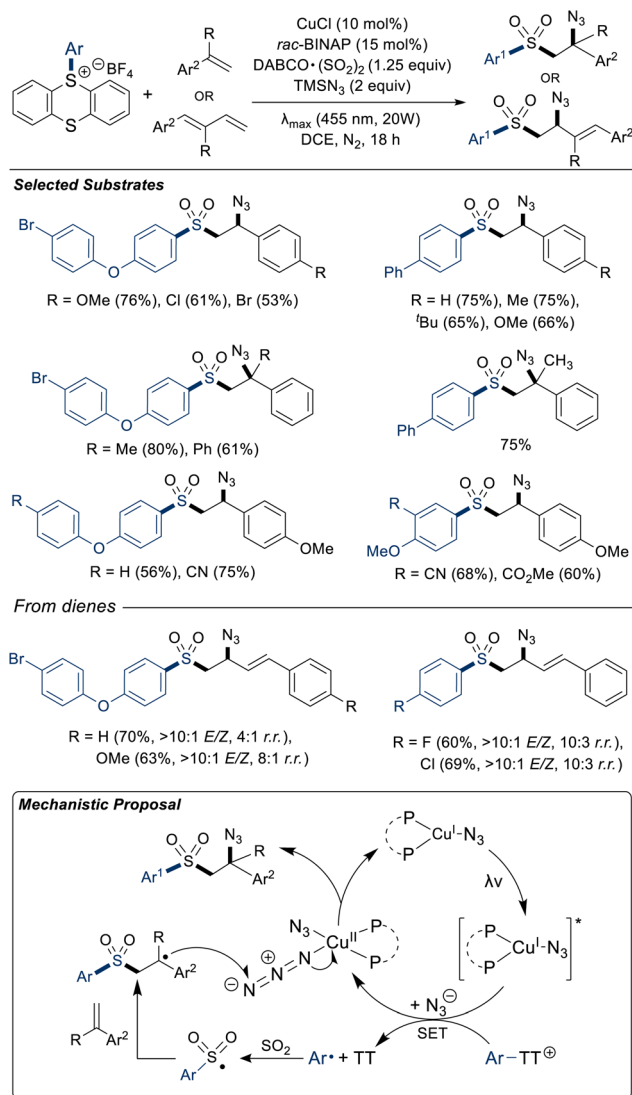 Ar
S
+
⊖BF4
S
+
R
Ar2
OR
Ar2
R
CuCl (10 mol%)
rac-BINAP (15 mol%)
DABCO•(SO2)2 (1.25 equiv)
TMSN3 (2 equiv)
λmax (455 nm, 20W)
DCE, N2, 18 h
O O N3
S R
Ar1 Ar2
OR
O O N3
S
Ar1 Ar2
R
Selected Substrates
O O N3
Br S
O R
R = OMe (76%), Cl (61%), Br (53%)
O O N3
S
Ph R
R = H (75%), Me (75%),
tBu (65%), OMe (66%)
O O N3 R
Br S
O
R = Me (80%), Ph (61%)
O O N3 CH3
S
Ph
75%
O O N3
R S
O OMe
R = H (56%), CN (75%)
O O N3
R S
MeO OMe
R = CN (68%), CO2Me (60%)
From dienes
O O N3
Br S
O R
R = H (70%, >10:1 E/Z, 4:1 r.r.),
OMe (63%, >10:1 E/Z, 8:1 r.r.)
O O N3
S
R
R = F (60%, >10:1 E/Z, 10:3 r.r.),
Cl (69%, >10:1 E/Z, 10:3 r.r.)
Mechanistic Proposal
O O N3
S R
Ar1 Ar2
P
CuI-N3
P
λν
P
CuI-N3
P
*
N3 CuII P
P
⊖ N=N=N
⊕
O O R
S •
Ar Ar2
R Ar2
+ N3⊖
SET
O O
S
Ar •
SO2
Ar• + TT
Ar–TT⊕